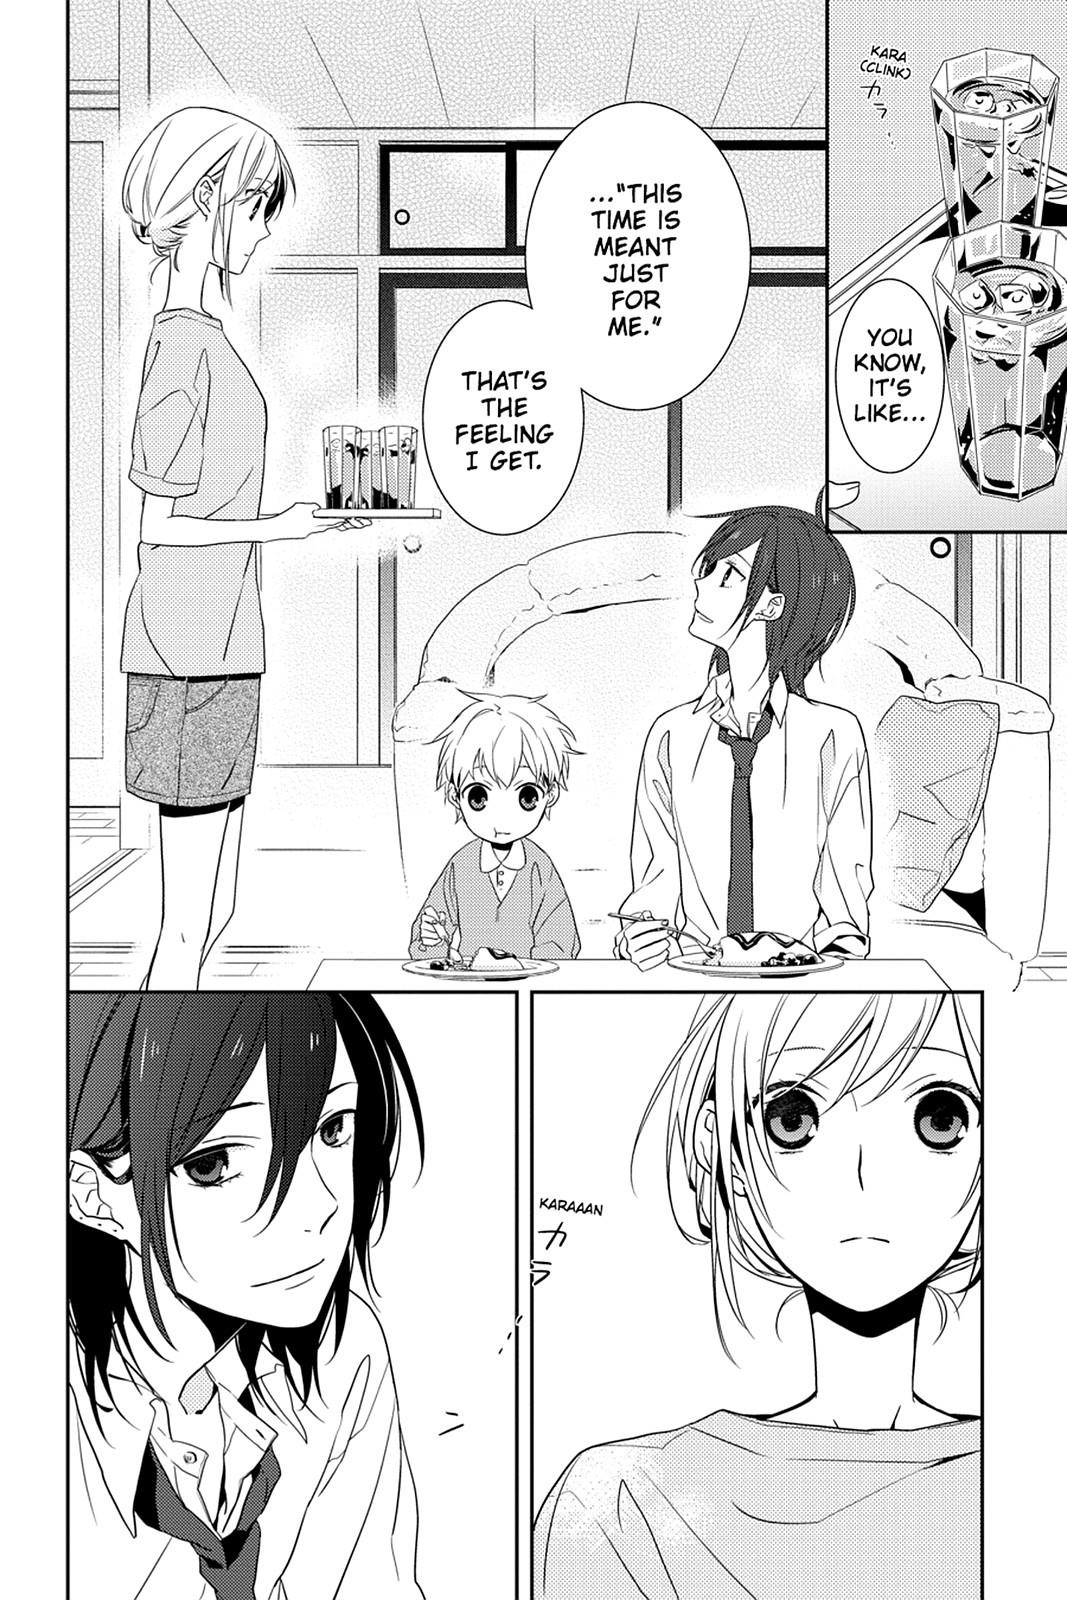 KARA
(CLINK)
カラ…
YOU
KNOW,
IT'S
LIKE...
..."THIS
TIME IS
MEANT
JUST
FOR
ME."
THAT'S
THE
FEELING
I GET.
KARAAAN
カラ